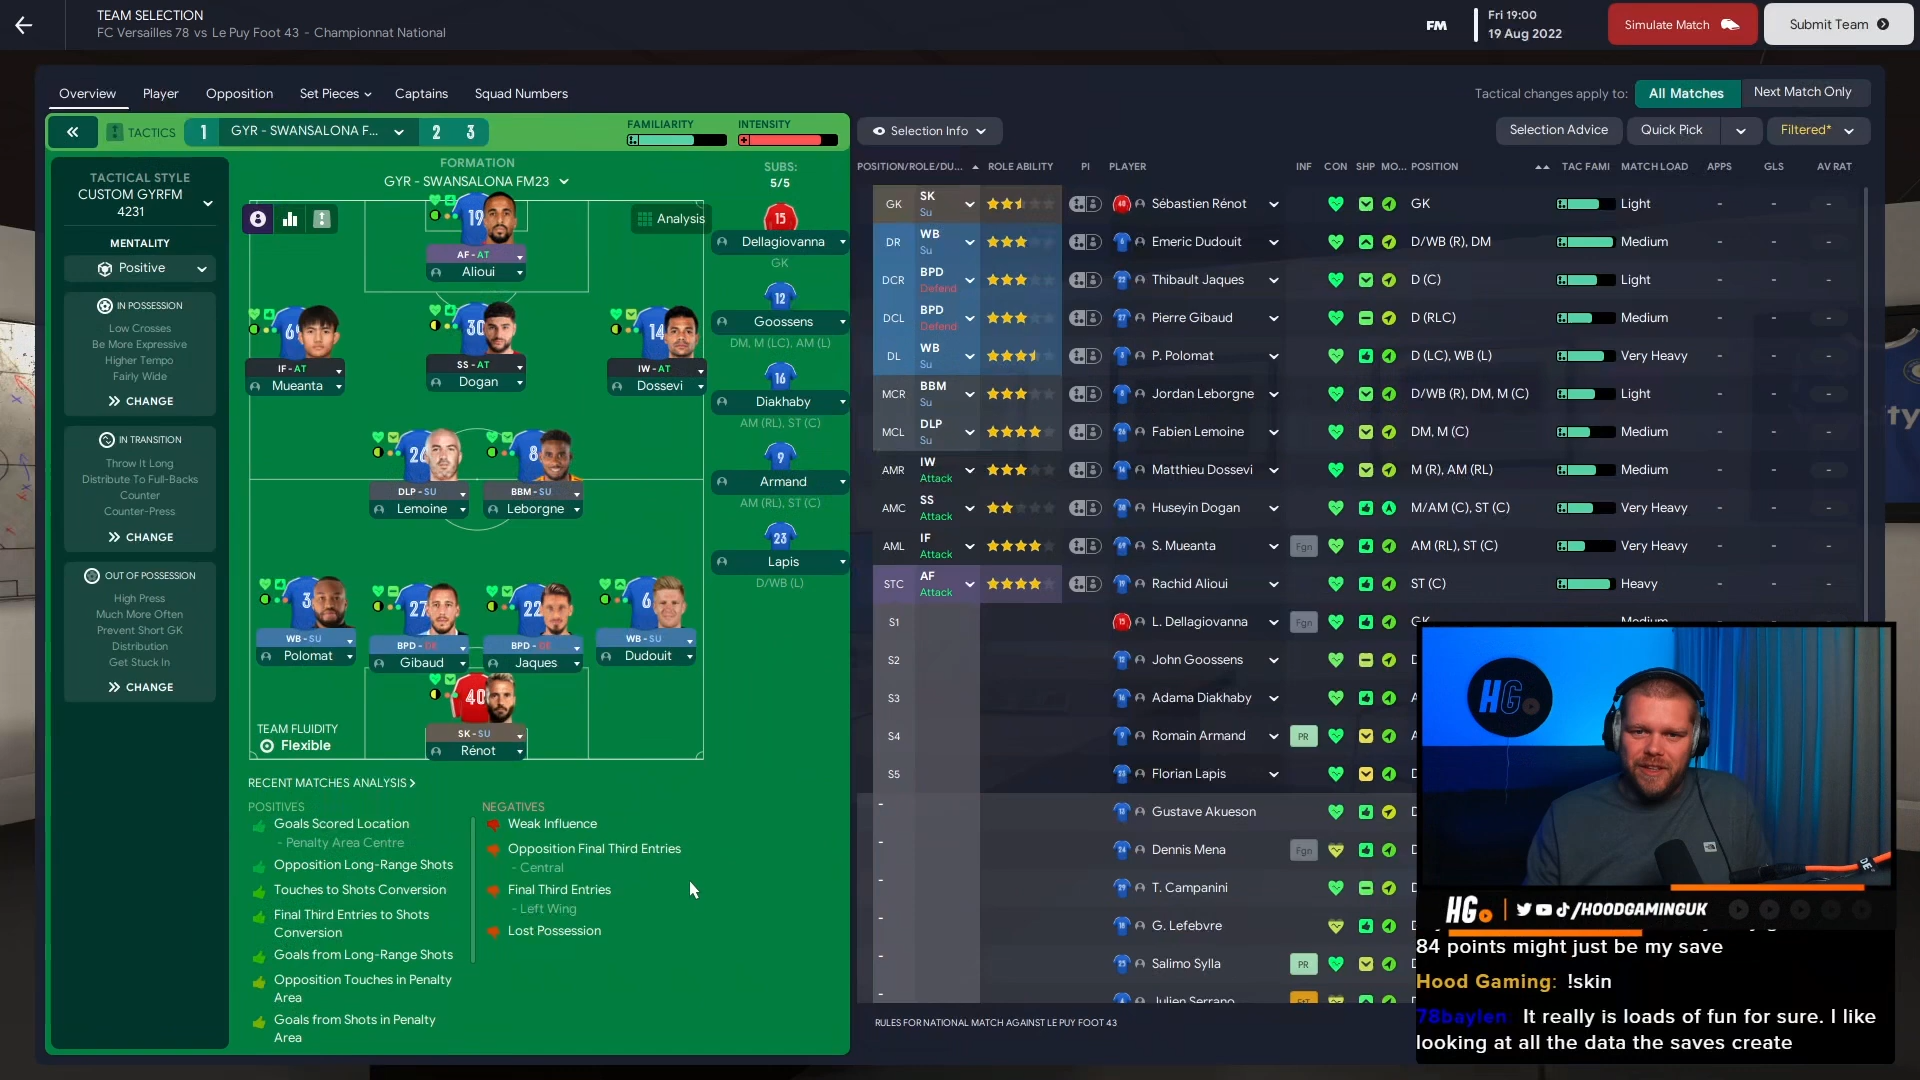 TEAM SELECTION
FC Versailles 78 vs Le Puy Foot 43 - Championnat National
FM
Fri 19:00
19 Aug 2022
Simulate Match
Submit Team
Overview
Player
Opposition
Set Pieces
Captains
Squad Numbers
Tactical changes apply to:
All Matches
Next Match Only
TACTICS
1
GYR - SWANSALONA F...
2
3
FAMILIARITY
INTENSITY
Selection Info
Selection Advice
Quick Pick
Filtered*
TACTICAL STYLE
CUSTOM GYRFM
4231
MENTALITY
Positive
IN POSSESSION
Low Crosses
Be More Expressive
Higher Tempo
Fairly Wide
CHANGE
IN TRANSITION
Throw It Long
Distribute To Full-Backs
Counter
Counter-Press
CHANGE
OUT OF POSSESSION
High Press
Much More Often
Prevent Short GK
Distribution
Get Stuck In
CHANGE
FORMATION
GYR - SWANSALONA FM23
Analysis
19
AF - AT
Alioui
IF - AT
Mueanta
30
SS - AT
Dogan
14
IW - AT
Dossevi
DLP - SU
Lemoine
8
BBM - SU
Leborgne
3
WB - SU
Polomat
27
BPD - DE
Gibaud
22
BPD - DE
Jaques
6
WB - SU
Dudouit
40
SK - SU
Rénot
TEAM FLUIDITY
Flexible
SUBS:
5/5
15
Dellagiovanna
GK
12
Goossens
DM, M (LC), AM (L)
16
Diakhaby
AM (RL), ST (C)
9
Armand
AM (RL), ST (C)
23
Lapis
D/WB (L)
RECENT MATCHES ANALYSIS
POSITIVES
Goals Scored Location
- Penalty Area Centre
Opposition Long-Range Shots
Touches to Shots Conversion
Final Third Entries to Shots
Conversion
Goals from Long-Range Shots
Opposition Touches in Penalty
Area
Goals from Shots in Penalty
Area
NEGATIVES
Weak Influence
Opposition Final Third Entries
- Central
Final Third Entries
- Left Wing
Lost Possession
POSITION/ROLE/DU... ROLE ABILITY PI PLAYER INF CON SHP MO... POSITION TAC FAMI MATCH LOAD APPS GLS AV RAT
GK SK Su Sébastien Rénot GK Light - - -
DR WB Su Emeric Dudouit D/WB (R), DM Medium - - -
DCR BPD Defend Thibault Jaques D (C) Light - - -
DCL BPD Defend Pierre Gibaud D (RLC) Medium - - -
DL WB Su P. Polomat D (LC), WB (L) Very Heavy - - -
MCR BBM Su Jordan Leborgne D/WB (R), DM, M (C) Light - - -
MCL DLP Su Fabien Lemoine DM, M (C) Medium - - -
AMR IW Attack Matthieu Dossevi M (R), AM (RL) Medium - - -
AMC SS Attack Huseyin Dogan M/AM (C), ST (C) Very Heavy - - -
AML IF Attack S. Mueanta Fgn AM (RL), ST (C) Very Heavy - - -
STC AF Attack Rachid Alioui ST (C) Heavy - - -
S1 L. Dellagiovanna Fgn
S2 John Goossens
S3 Adama Diakhaby
S4 Romain Armand PR
S5 Florian Lapis
- Gustave Akueson
- Dennis Mena Fgn
- T. Campanini
- G. Lefebvre
- Salimo Sylla PR
- Julien Serrano
RULES FOR NATIONAL MATCH AGAINST LE PUY FOOT 43
HG
HG
/HOODGAMINGUK
84 points might just be my save
Hood Gaming: !skin
78baylen It really is loads of fun for sure. I like
looking at all the data the saves create